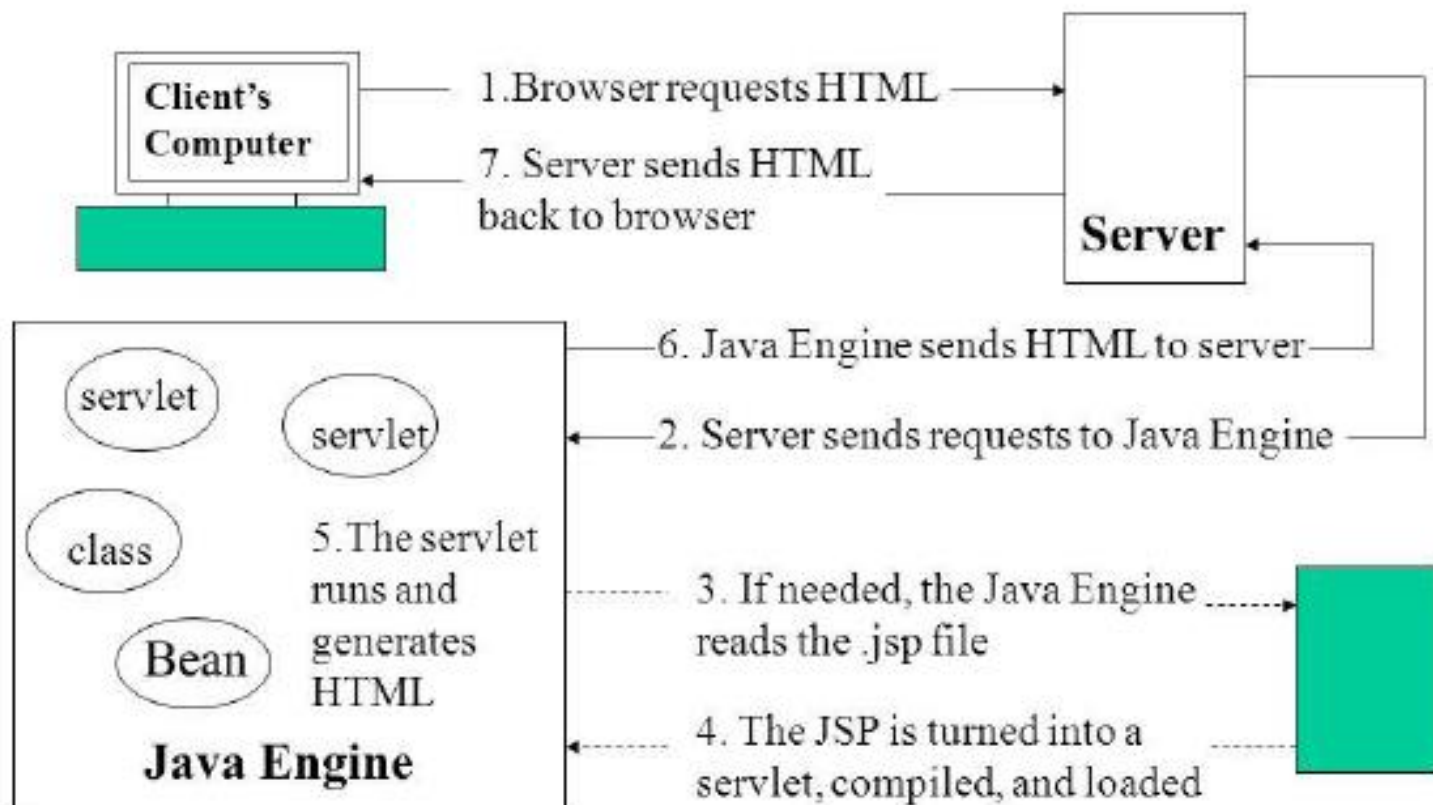 Client's
Computer
1.Browser requests HTML
7. Server sends HTML
back to browser
Server
6. Java Engine sends HTML to server
2. Server sends requests to Java Engine
servlet
servlet
class
Bean
5.The servlet
runs and
generates
HTML
Java Engine
3. If needed, the Java Engine
reads the .jsp file
4. The JSP is turned into a
servlet, compiled, and loaded